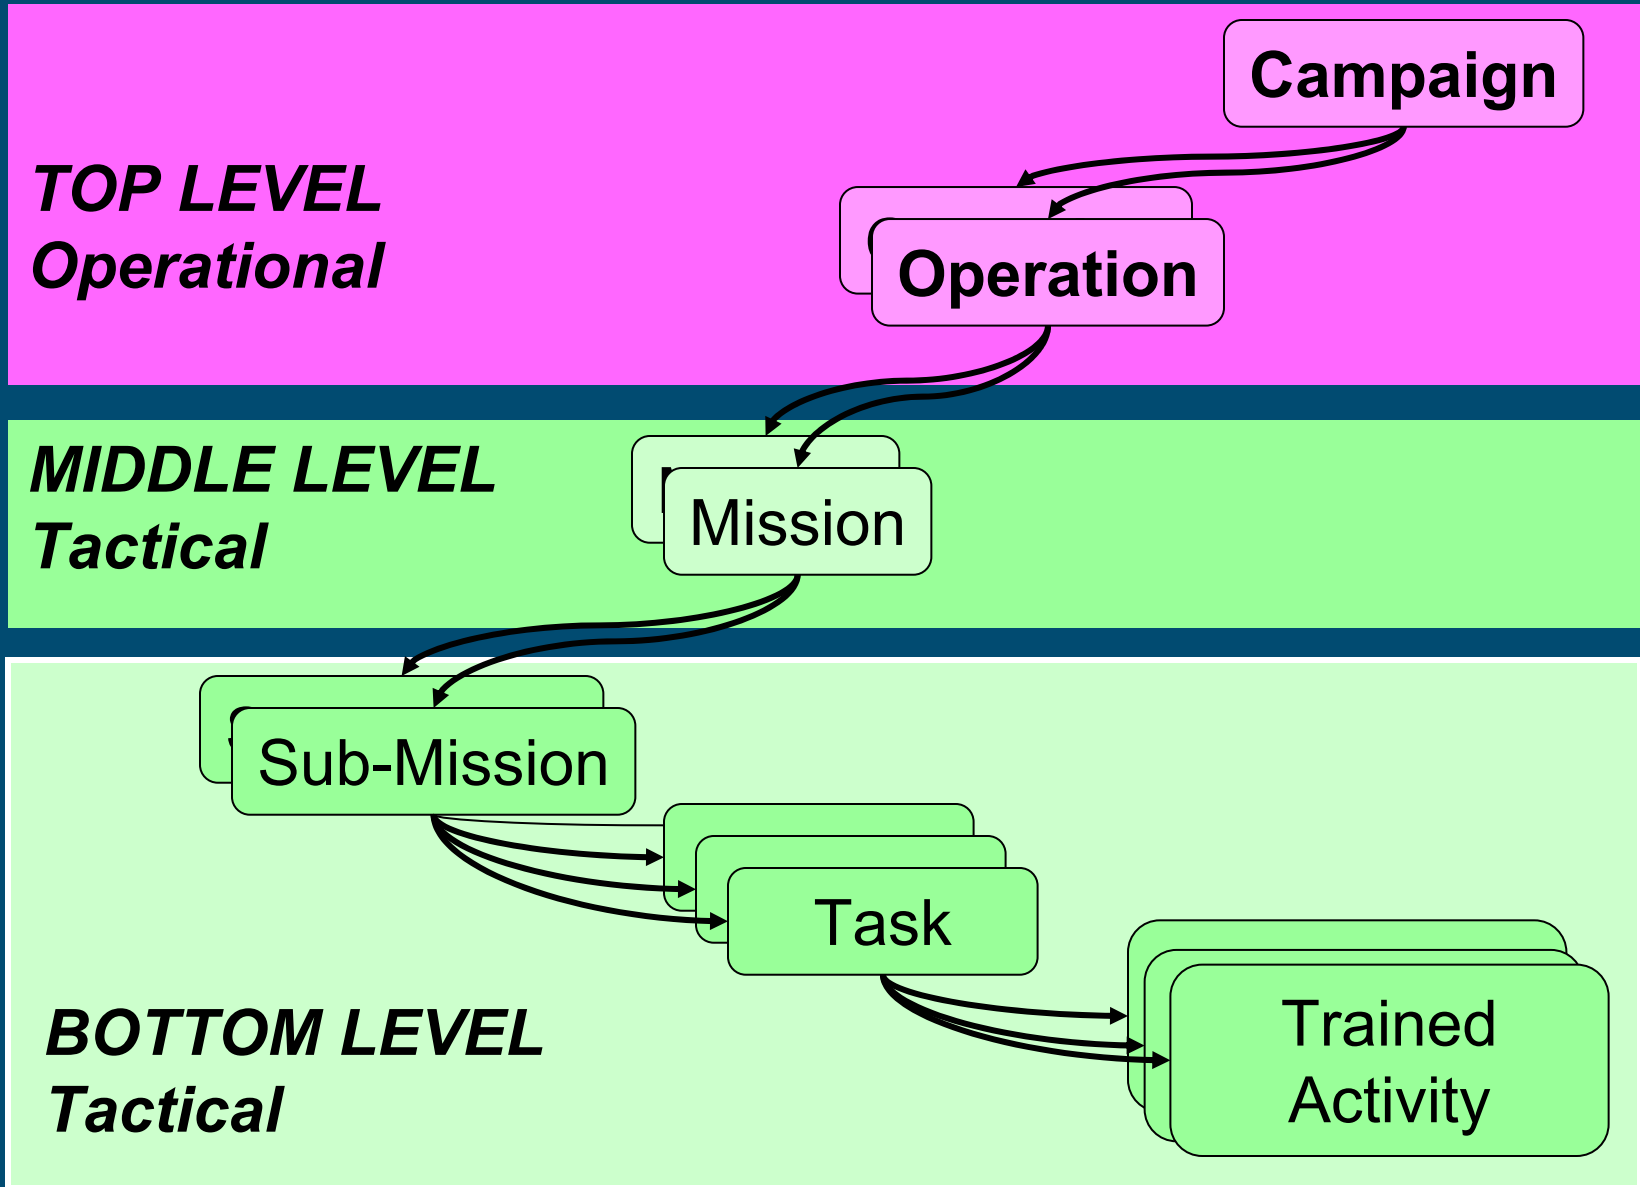 Campaign
TOP LEVEL
Operational
Operation
MIDDLE LEVEL
Tactical
Mission
Sub-Mission
Task
Trained
Activity
BOTTOM LEVEL
Tactical